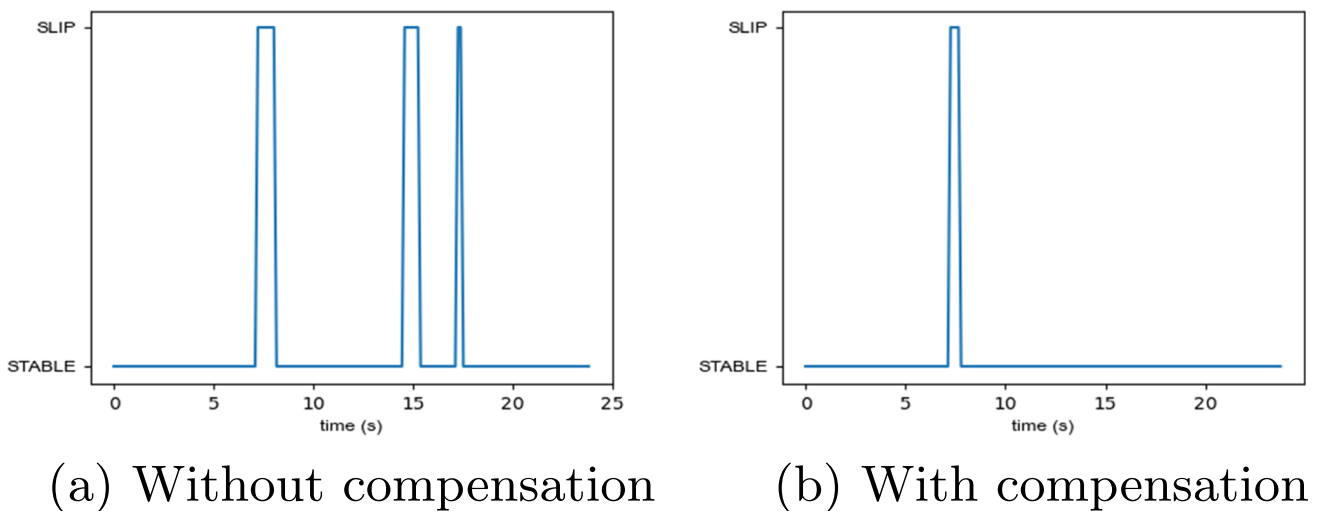 SLIP
STABLE
0 5 10 15 20 25
time (s)
(a) Without compensation
SLIP
STABLE
0 5 10 15 20
time (s)
(b) With compensation